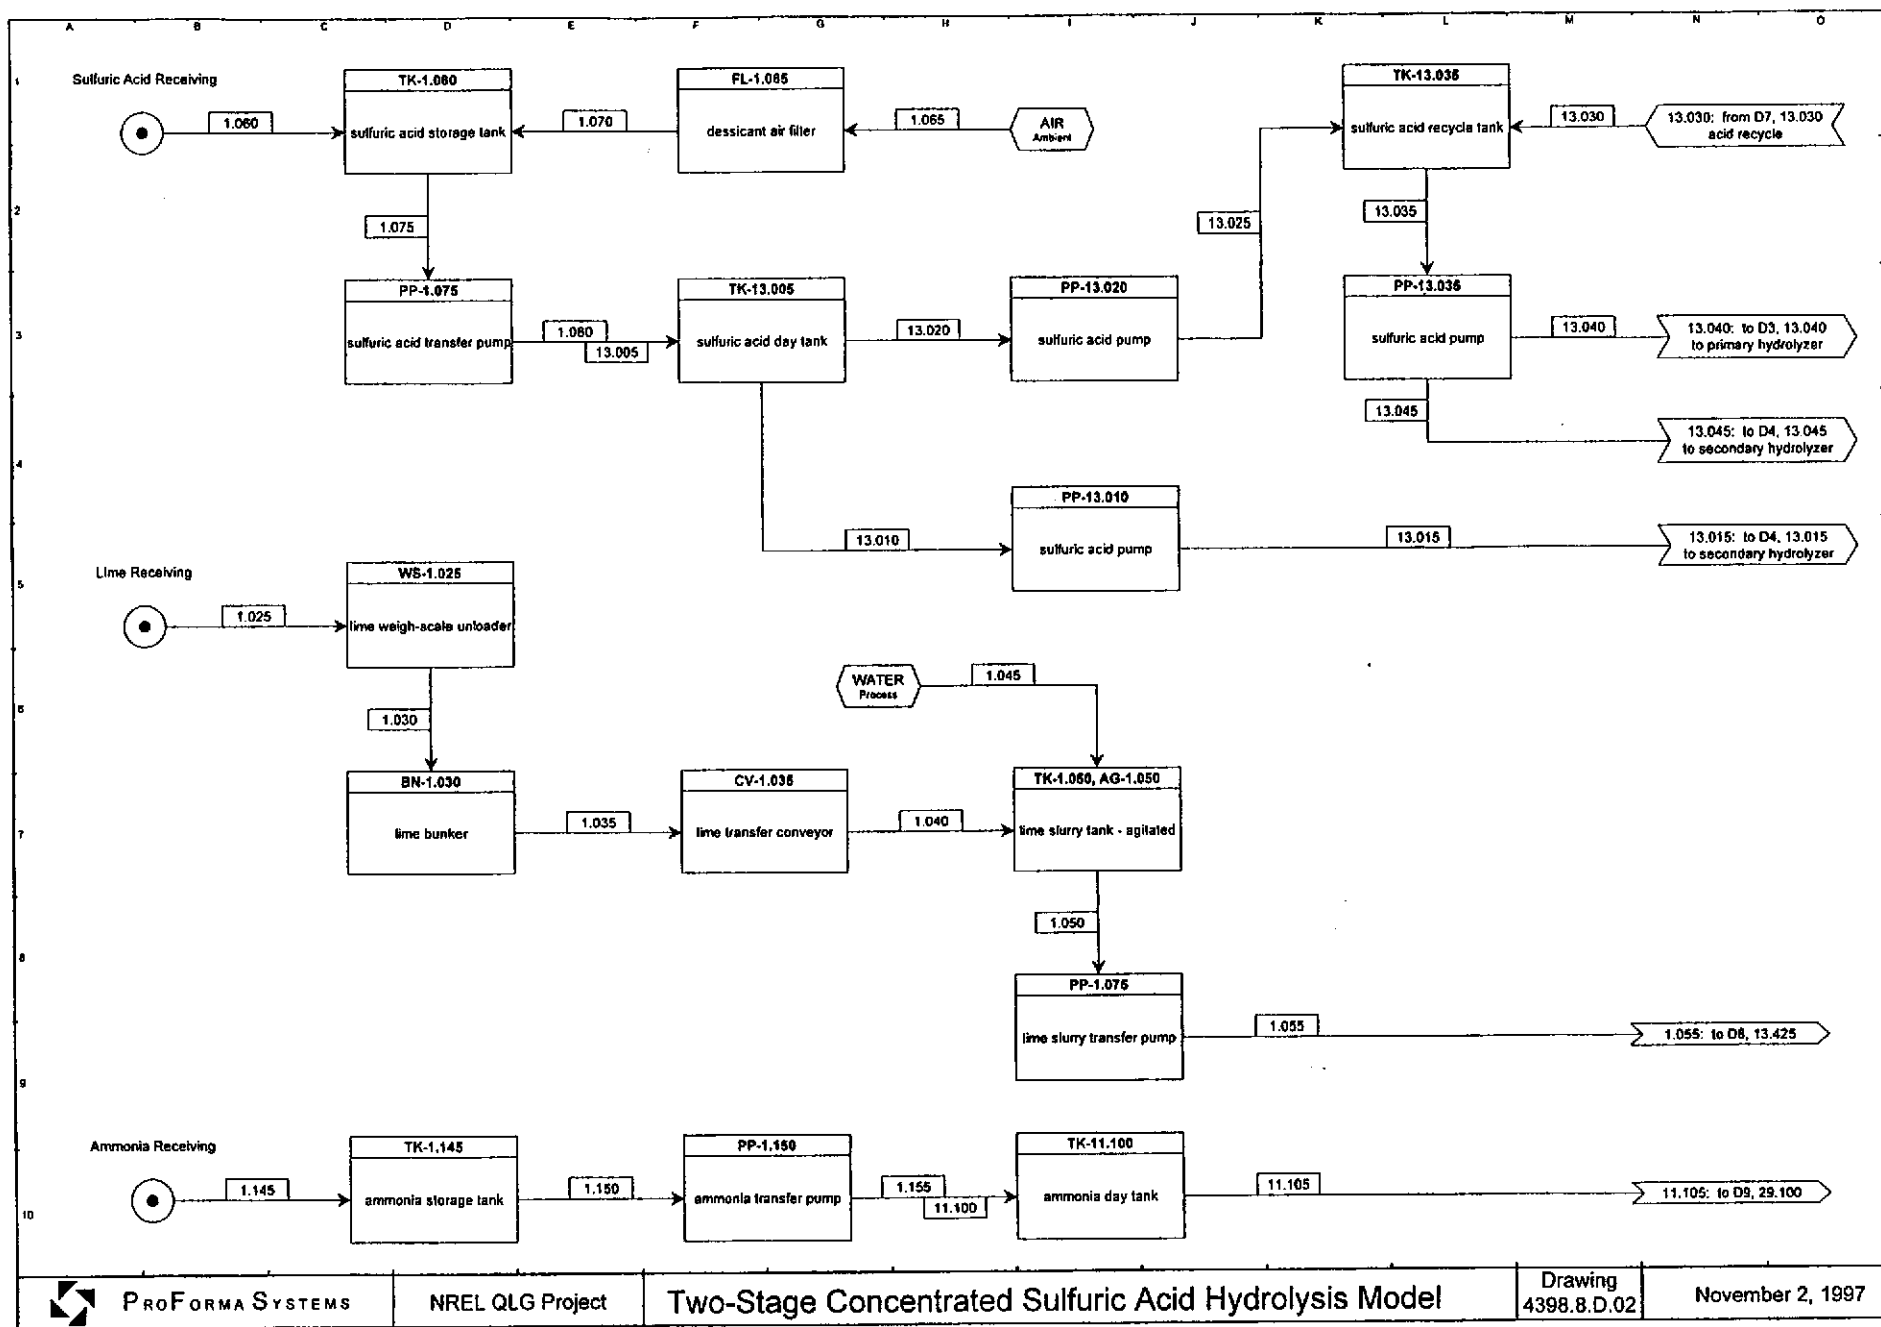 A B C D E F G H I J K L M N O
1
Sulfuric Acid Receiving
1.060
TK-1.060
sulfuric acid storage tank
1.070
FL-1.065
dessicant air filter
1.065
AIR
Ambient
TK-13.035
sulfuric acid recycle tank
13.030
13.030: from D7, 13.030
acid recycle
2
1.075
13.025
13.035
3
PP-1.075
sulfuric acid transfer pump
1.080
13.005
TK-13.005
sulfuric acid day tank
13.020
PP-13.020
sulfuric acid pump
PP-13.035
sulfuric acid pump
13.040
13.040: to D3, 13.040
to primary hydrolyzer
13.045
13.045: to D4, 13.045
to secondary hydrolyzer
4
13.010
PP-13.010
sulfuric acid pump
13.015
13.015: to D4, 13.015
to secondary hydrolyzer
5
Lime Receiving
1.025
WS-1.025
lime weigh-scale unloader
WATER
Process
1.045
6
1.030
7
BN-1.030
lime bunker
1.035
CV-1.035
lime transfer conveyor
1.040
TK-1.050, AG-1.050
lime slurry tank - agitated
1.050
8
PP-1.075
lime slurry transfer pump
1.055
1.055: to D8, 13.425
9
Ammonia Receiving
1.145
TK-1.145
ammonia storage tank
1.150
PP-1.150
ammonia transfer pump
1.155
11.100
TK-11.100
ammonia day tank
11.105
11.105: to D9, 29.100
10
PROFORMA SYSTEMS
NREL QLG Project
Two-Stage Concentrated Sulfuric Acid Hydrolysis Model
Drawing
4398.8.D.02
November 2, 1997